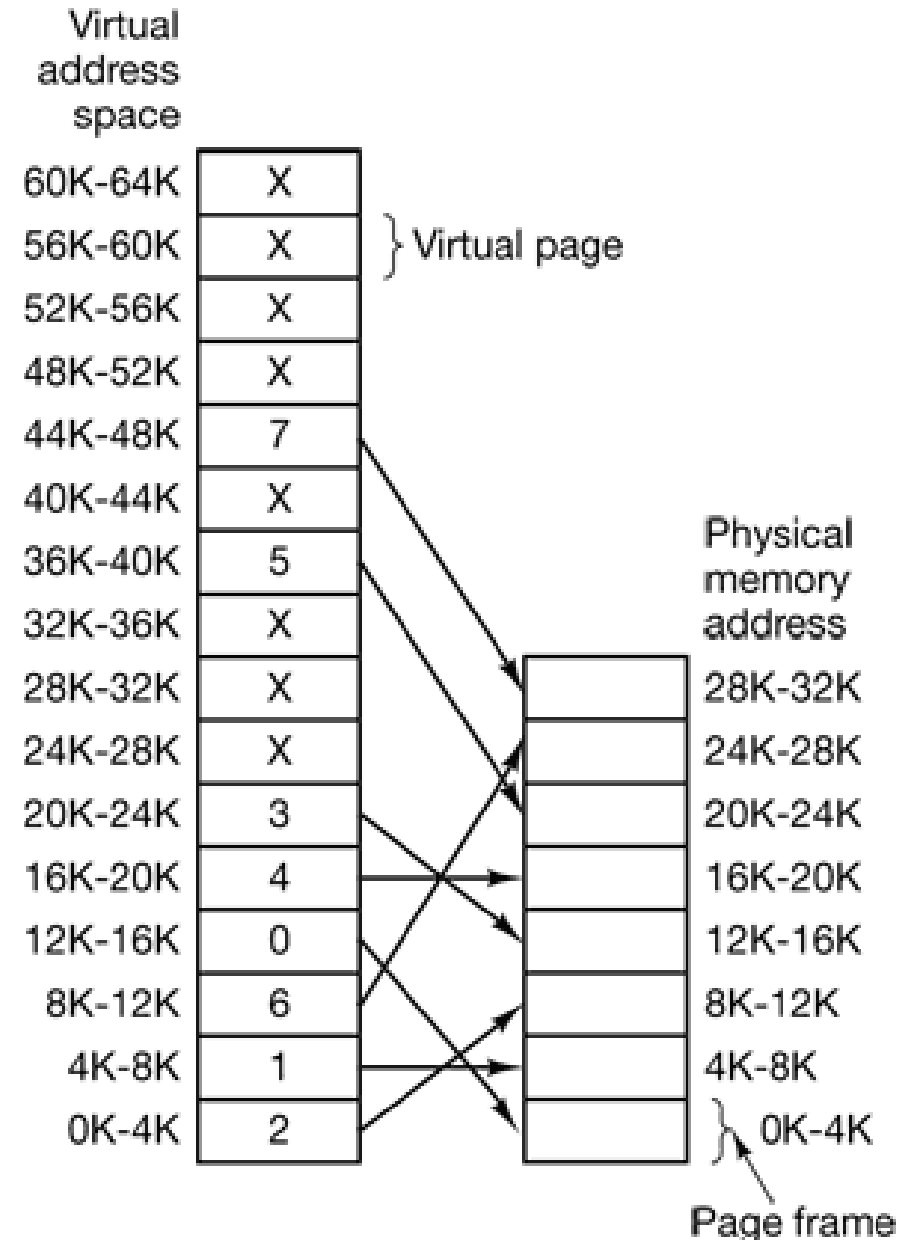 Virtual
address
space
60K-64K X
56K-60K X Virtual page
52K-56K X
48K-52K X
44K-48K 7
40K-44K X
36K-40K 5
32K-36K X
28K-32K X
24K-28K X
20K-24K 3
16K-20K 4
12K-16K 0
8K-12K 6
4K-8K 1
0K-4K 2
Physical
memory
address
28K-32K
24K-28K
20K-24K
16K-20K
12K-16K
8K-12K
4K-8K
0K-4K
Page frame